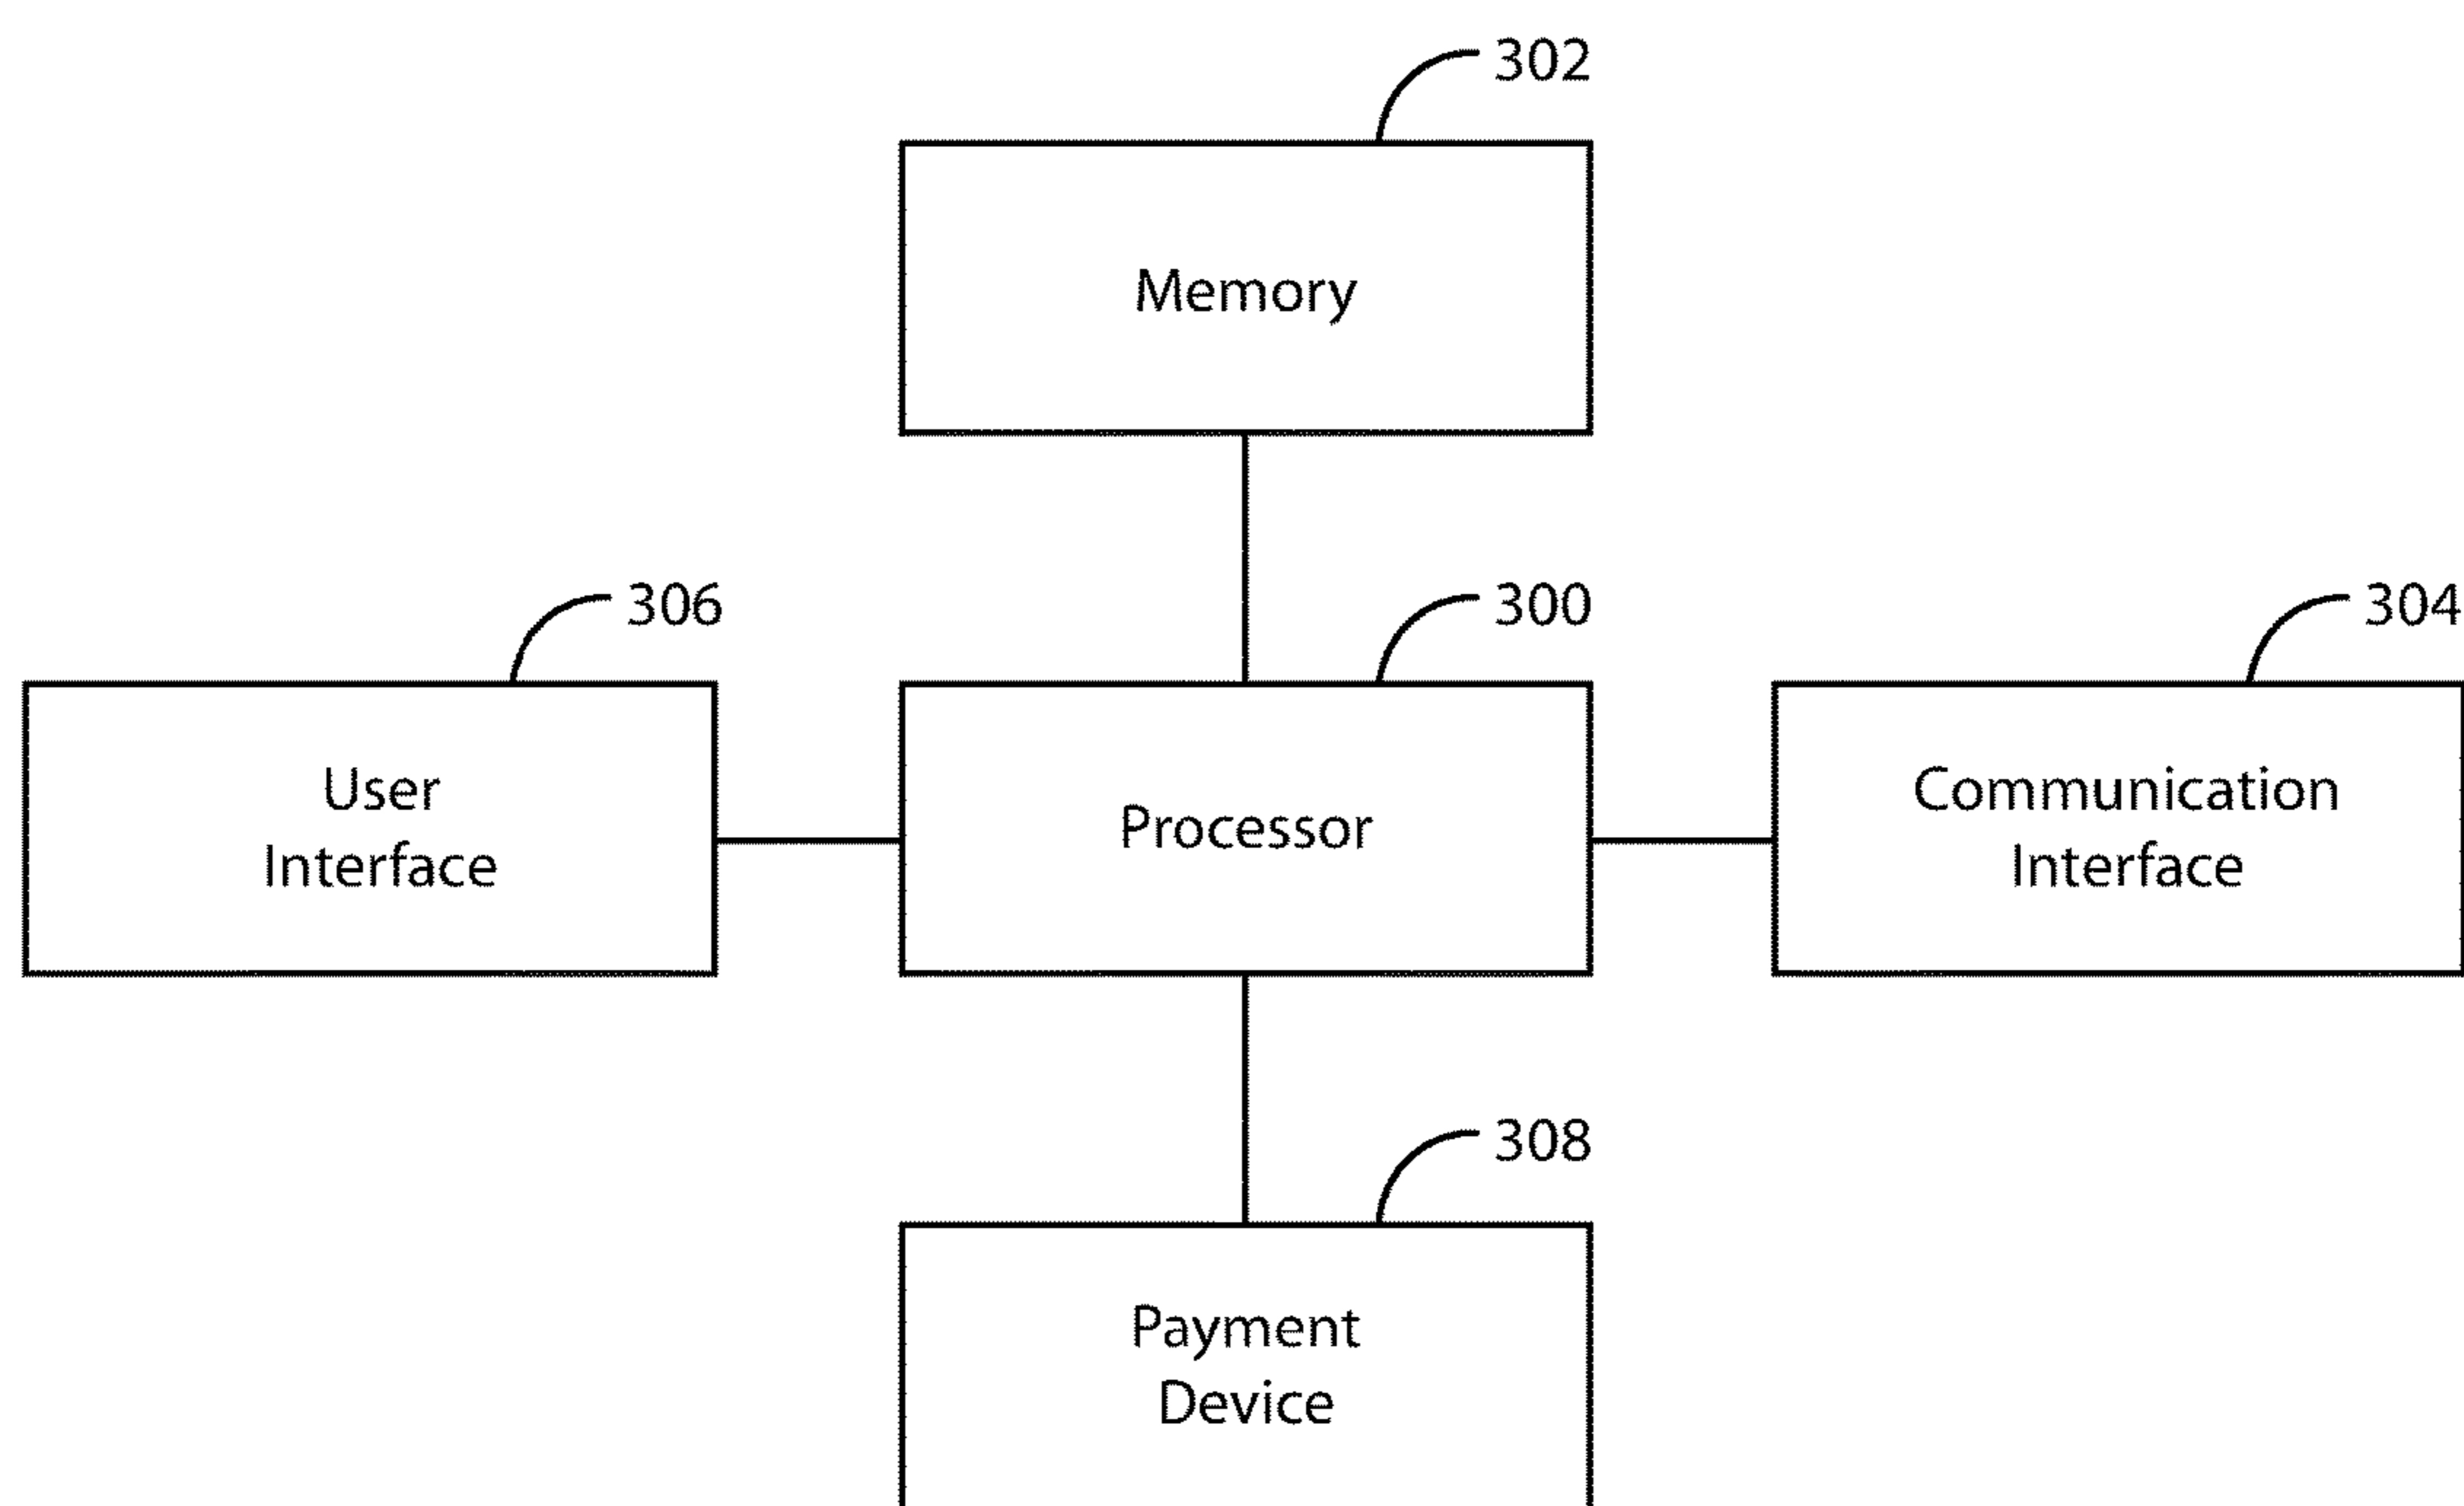 302
Memory
306
300
304
User
Interface
Processor
Communication
Interface
308
Payment
Device